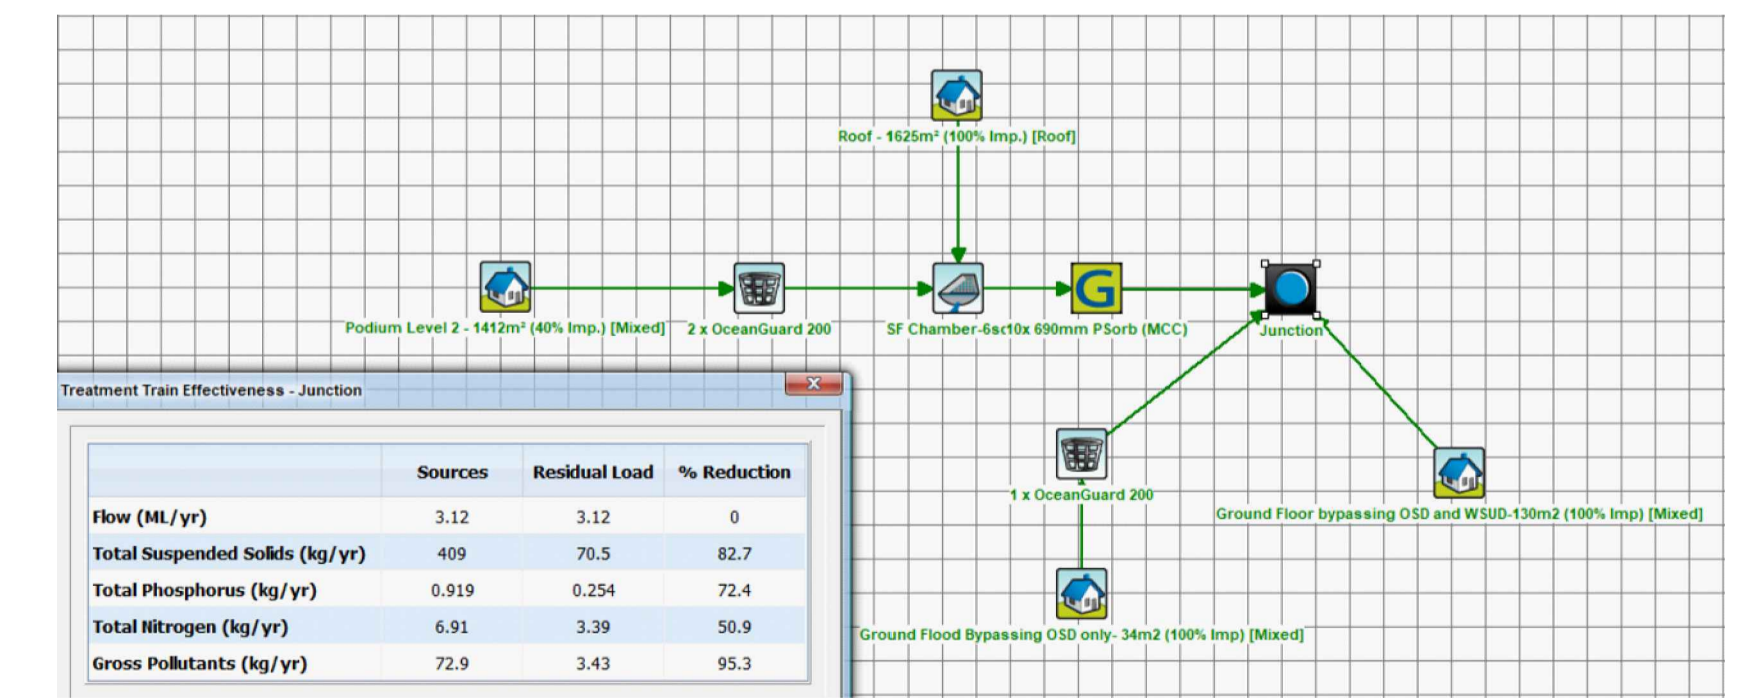 Roof - 1625m² (100% Imp.) [Roof]
Podium Level 2 - 1412m² (40% Imp.) [Mixed]
2 x OceanGuard 200
SF Chamber-6sc10x 690mm PSorb (MCC)
G
Junction
1 x OceanGuard 200
Ground Floor bypassing OSD and WSUD-130m2 (100% Imp) [Mixed]
Ground Flood Bypassing OSD only- 34m2 (100% Imp) [Mixed]
Treatment Train Effectiveness - Junction
x
Sources Residual Load % Reduction
Flow (ML/yr) 3.12 3.12 0
Total Suspended Solids (kg/yr) 409 70.5 82.7
Total Phosphorus (kg/yr) 0.919 0.254 72.4
Total Nitrogen (kg/yr) 6.91 3.39 50.9
Gross Pollutants (kg/yr) 72.9 3.43 95.3